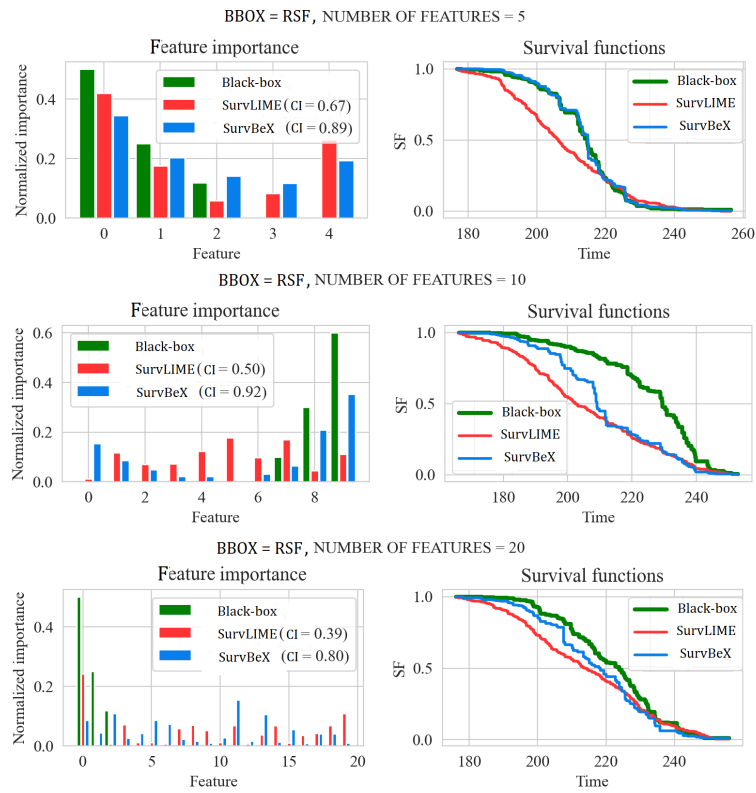 BBOX = RSF, NUMBER OF FEATURES = 5
Feature importance
Normalized importance
0.4
0.2
0.0
Black-box
SurvLIME (CI = 0.67)
SurvBeX (CI = 0.89)
0 1 2 3 4
Feature
Survival functions
SF
1.0
0.5
0.0
Black-box
SurvLIME
SurvBeX
180 200 220 240 260
Time
BBOX = RSF, NUMBER OF FEATURES = 10
Feature importance
Normalized importance
0.6
0.4
0.2
0.0
Black-box
SurvLIME (CI = 0.50)
SurvBeX (CI = 0.92)
0 2 4 6 8
Feature
Survival functions
SF
1.0
0.5
0.0
Black-box
SurvLIME
SurvBeX
180 200 220 240
Time
BBOX = RSF, NUMBER OF FEATURES = 20
Feature importance
Normalized importance
0.4
0.2
0.0
Black-box
SurvLIME (CI = 0.39)
SurvBeX (CI = 0.80)
0 5 10 15 20
Feature
Survival functions
SF
1.0
0.5
0.0
Black-box
SurvLIME
SurvBeX
180 200 220 240
Time